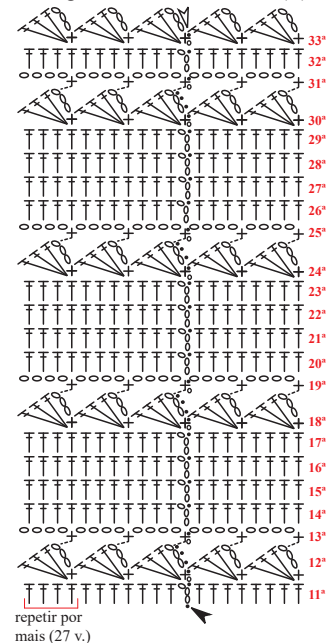 33ª
32ª
31ª
30ª
29ª
28ª
27ª
26ª
25ª
24ª
23ª
22ª
21ª
20ª
19ª
18ª
17ª
16ª
15ª
14ª
13ª
12ª
11ª
repetir por
mais (27 v.)